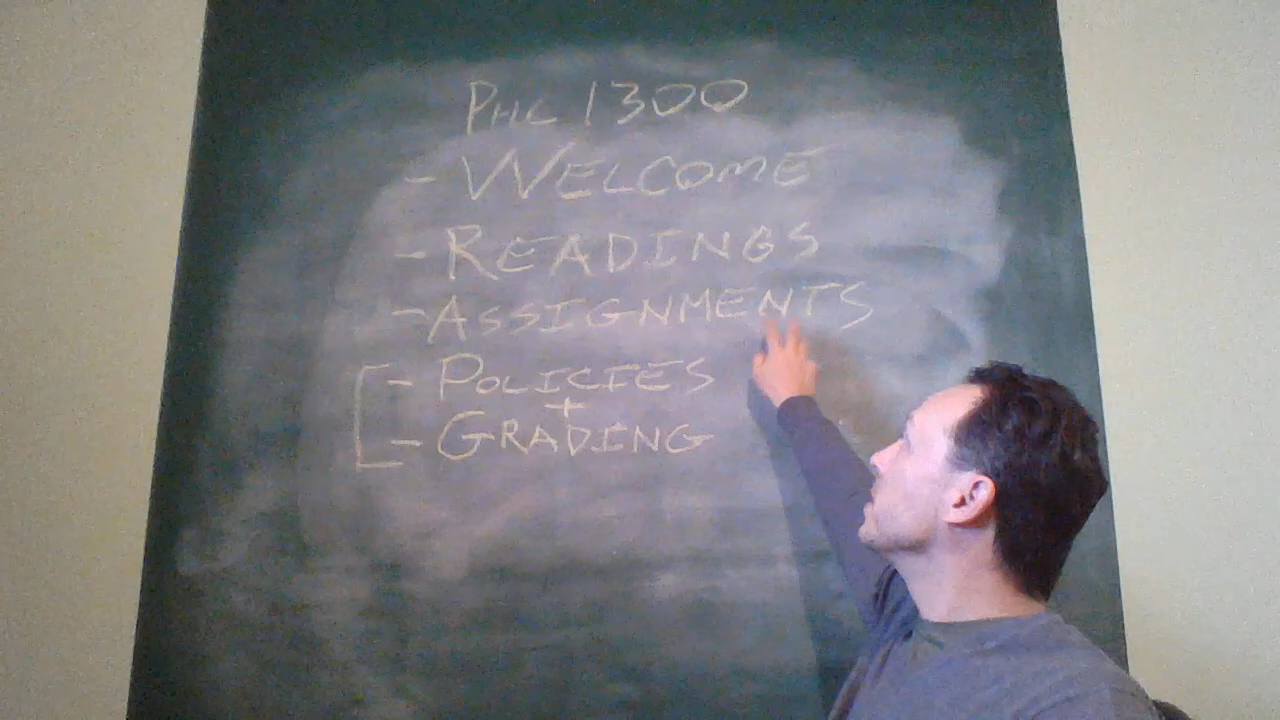 PHL 1300
- WELCOME
- READINGS
- ASSIGNMENTS
[- POLICIES
+
- GRADING